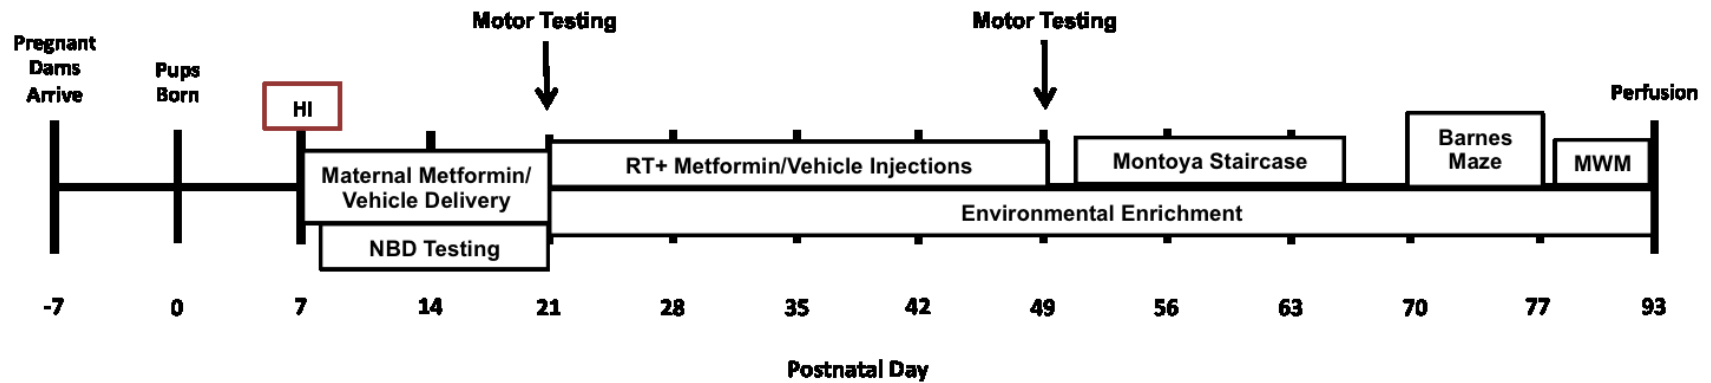 Motor Testing
Motor Testing
Pregnant
Dams
Arrive
Pups
Born
HI
Perfusion
Maternal Metformin/
Vehicle Delivery
RT+ Metformin/Vehicle Injections
Montoya Staircase
Barnes
Maze
MWM
Environmental Enrichment
NBD Testing
-7 0 7 14 21 28 35 42 49 56 63 70 77 93
Postnatal Day